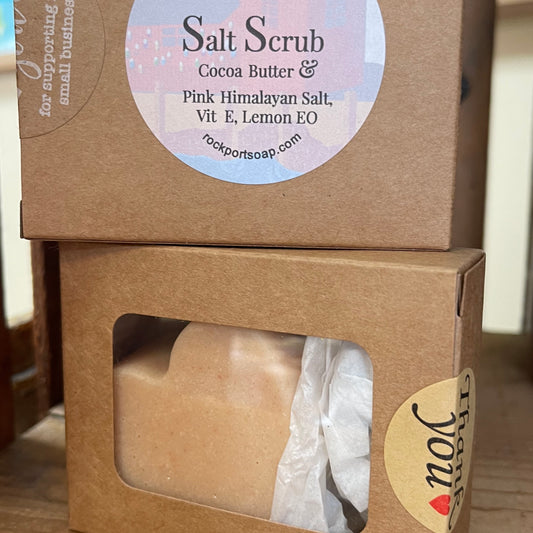 for supporting
small business
Salt Scrub
Cocoa Butter &
Pink Himalayan Salt,
Vit E, Lemon EO
rockportsoap.com
Thank
you